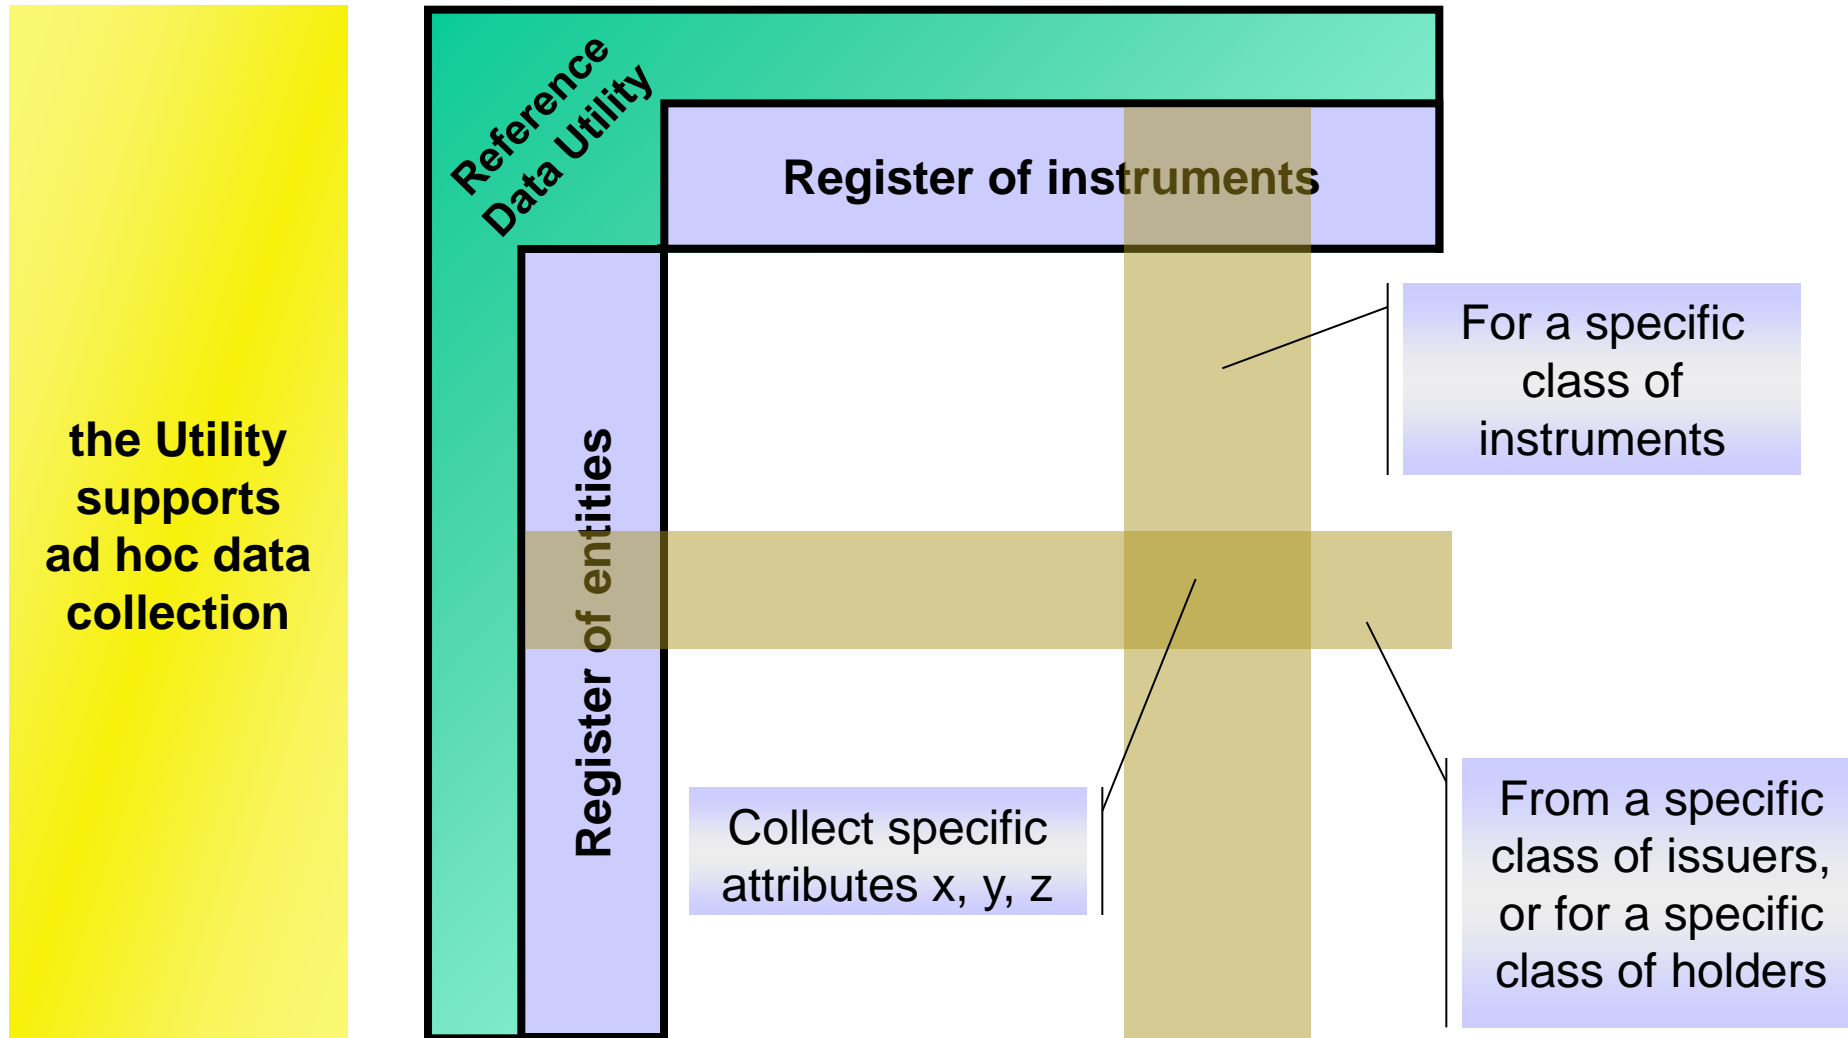 the Utility
supports
ad hoc data
collection
Reference
Data Utility
Register of instruments
Register of entities
For a specific
class of
instruments
Collect specific
attributes x, y, z
From a specific
class of issuers,
or for a specific
class of holders